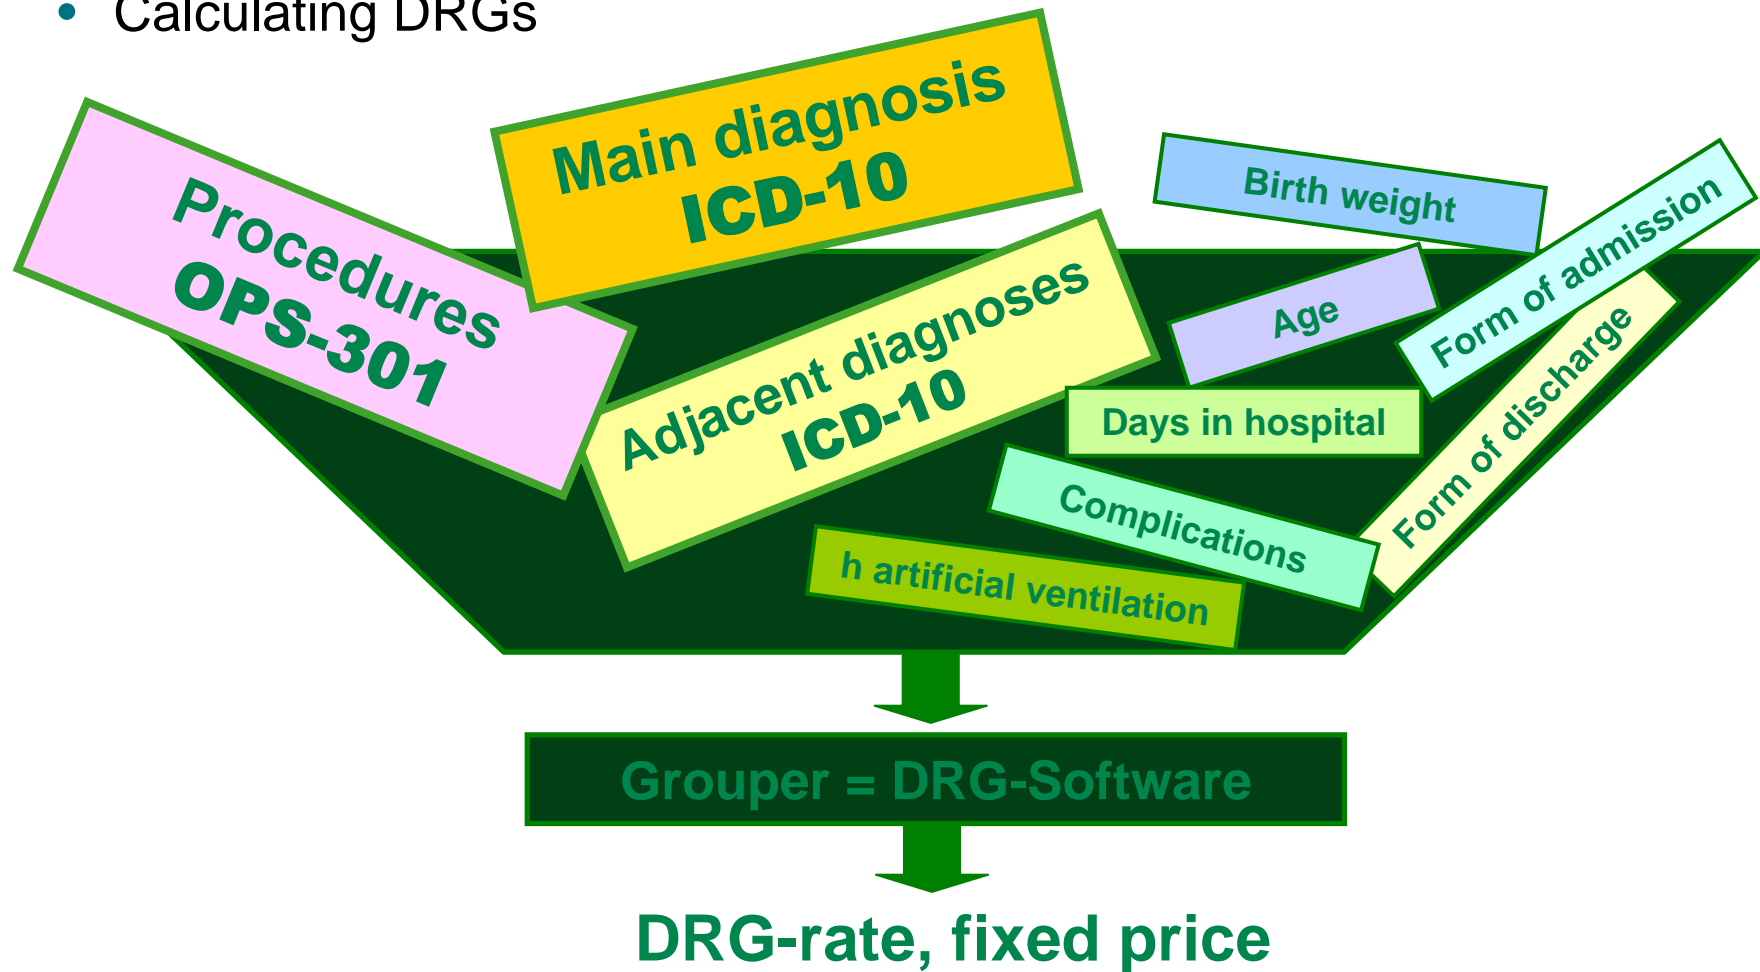 • Calculating DRGs
Main diagnosis
ICD-10
Procedures
OPS-301
Birth weight
Form of admission
Age
Adjacent diagnoses
ICD-10
Days in hospital
Form of discharge
Complications
h artificial ventilation
Grouper = DRG-Software
DRG-rate, fixed price